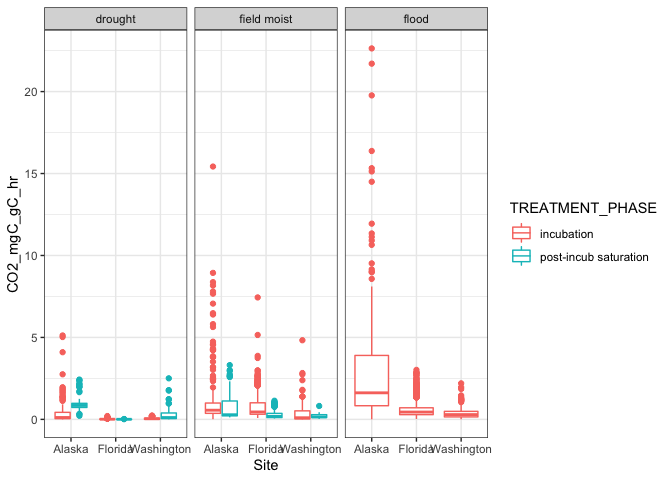 drought
field moist
flood
CO2_mgC_gC_hr
20
15
10
5
0
Alaska
Florida
Washington
Alaska
Florida
Washington
Alaska
Florida
Washington
Site
TREATMENT_PHASE
incubation
post-incub saturation